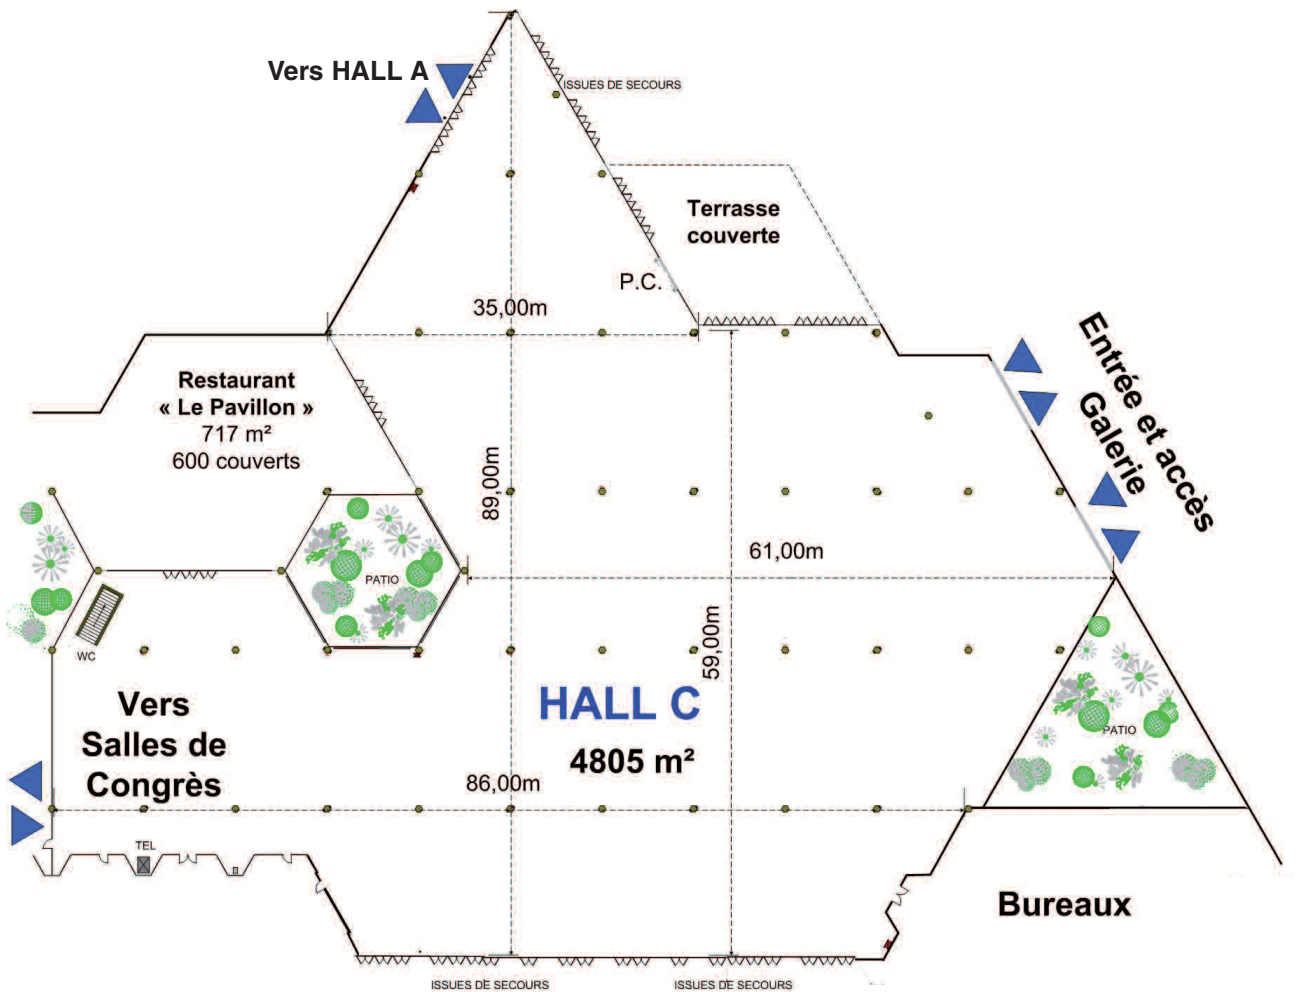 Vers HALL A
ISSUES DE SECOURS
Terrasse
couverte
P.C.
35,00m
Entrée et accès
Galerie
Restaurant
« Le Pavillon »
717 m²
600 couverts
89,00m
61,00m
PATIO
59,00m
WC
HALL C
4805 m²
Vers
Salles de
Congrès
PATIO
86,00m
TEL
Bureaux
ISSUES DE SECOURS
ISSUES DE SECOURS